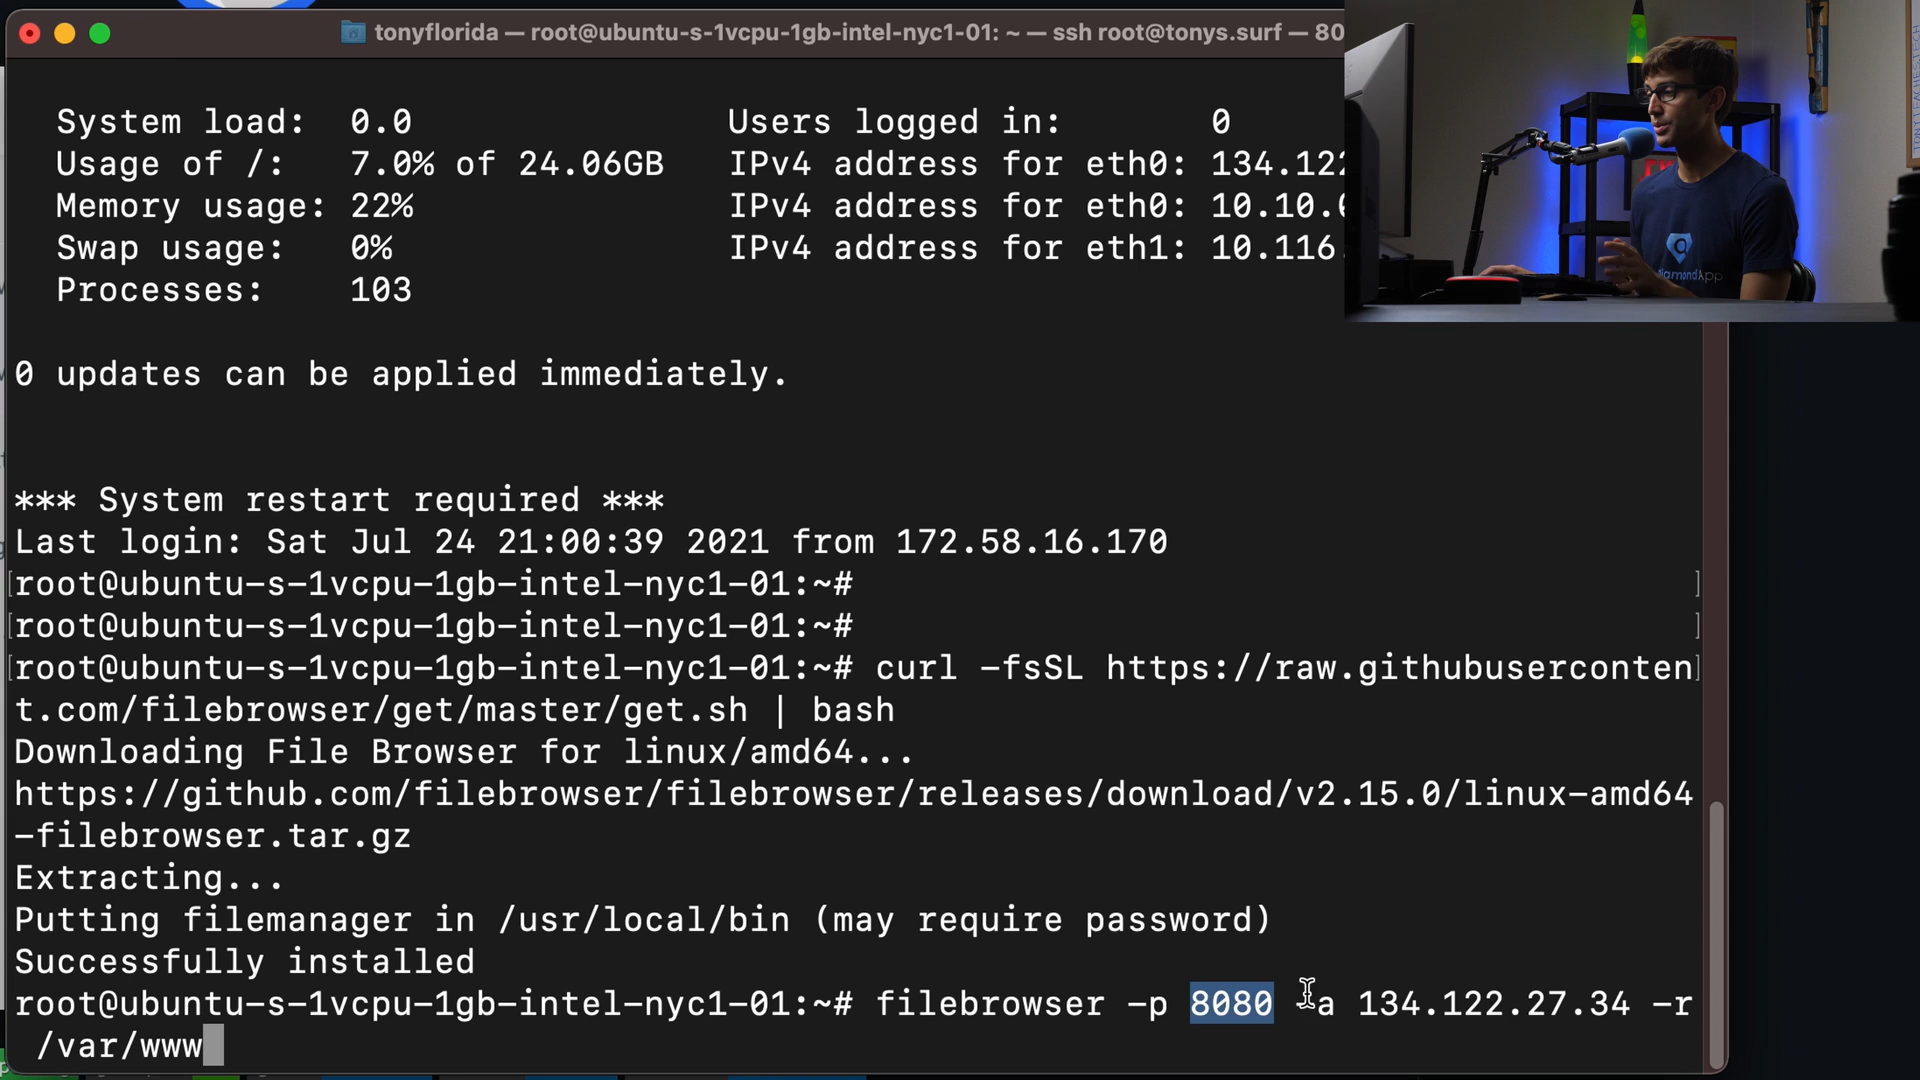 tonyflorida — root@ubuntu-s-1vcpu-1gb-intel-nyc1-01: ~ — ssh root@tonys.surf — 80
System load: 0.0 Users logged in: 0
Usage of /: 7.0% of 24.06GB IPv4 address for eth0: 134.122
Memory usage: 22% IPv4 address for eth0: 10.10.0
Swap usage: 0% IPv4 address for eth1: 10.116.
Processes: 103
0 updates can be applied immediately.
*** System restart required ***
Last login: Sat Jul 24 21:00:39 2021 from 172.58.16.170
[root@ubuntu-s-1vcpu-1gb-intel-nyc1-01:~# ]
[root@ubuntu-s-1vcpu-1gb-intel-nyc1-01:~# ]
[root@ubuntu-s-1vcpu-1gb-intel-nyc1-01:~# curl -fsSL https://raw.githubuserconten]
t.com/filebrowser/get/master/get.sh | bash
Downloading File Browser for linux/amd64...
https://github.com/filebrowser/filebrowser/releases/download/v2.15.0/linux-amd64
-filebrowser.tar.gz
Extracting...
Putting filemanager in /usr/local/bin (may require password)
Successfully installed
root@ubuntu-s-1vcpu-1gb-intel-nyc1-01:~# filebrowser -p 8080 -a 134.122.27.34 -r
/var/www